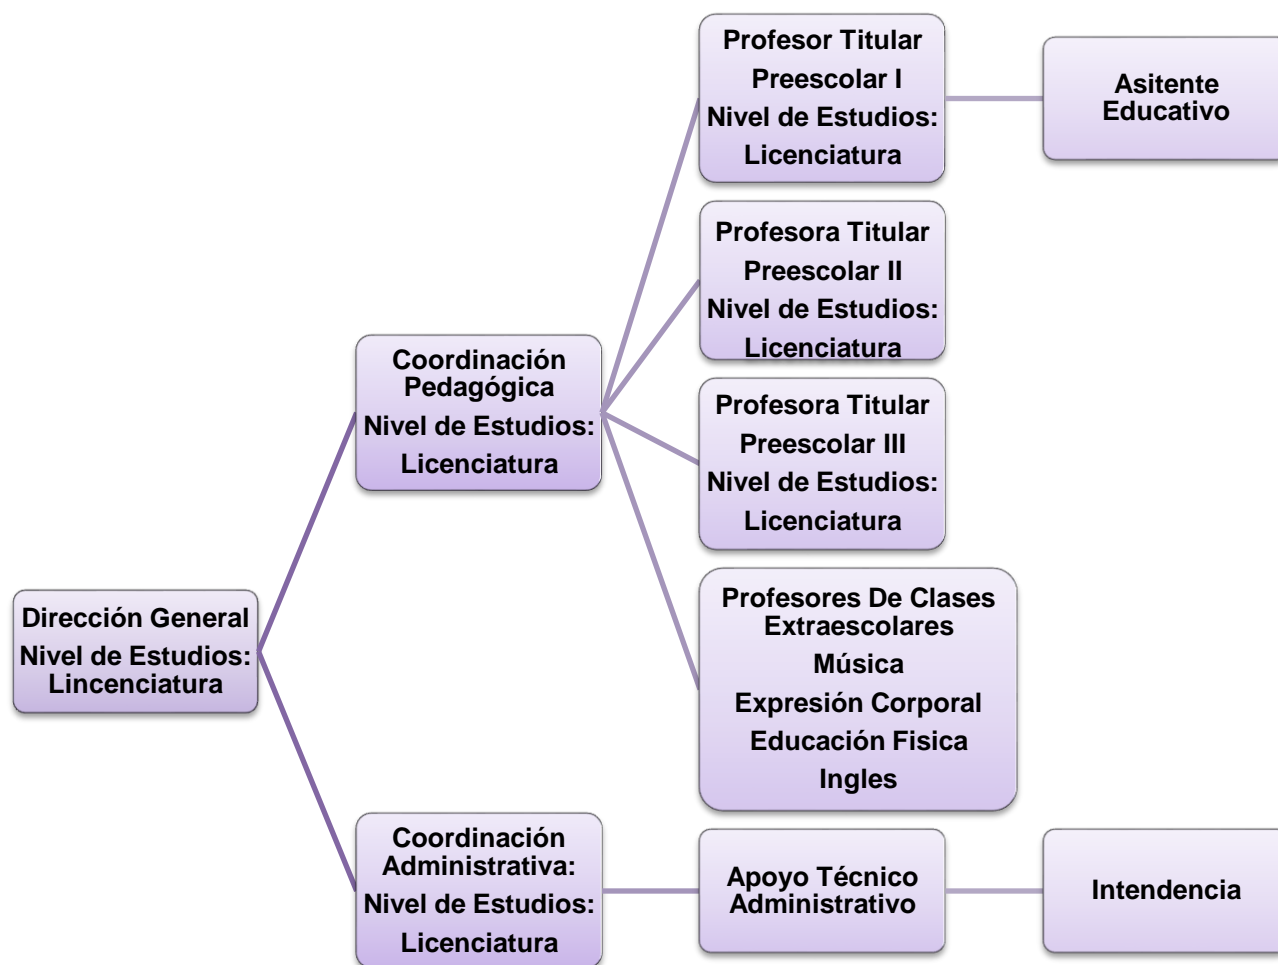 Dirección General
Nivel de Estudios:
Lincenciatura
Coordinación
Pedagógica
Nivel de Estudios:
Licenciatura
Profesor Titular
Preescolar I
Nivel de Estudios:
Licenciatura
Asitente
Educativo
Profesora Titular
Preescolar II
Nivel de Estudios:
Licenciatura
Profesora Titular
Preescolar III
Nivel de Estudios:
Licenciatura
Profesores De Clases
Extraescolares
Música
Expresión Corporal
Educación Fisica
Ingles
Coordinación
Administrativa:
Nivel de Estudios:
Licenciatura
Apoyo Técnico
Administrativo
Intendencia